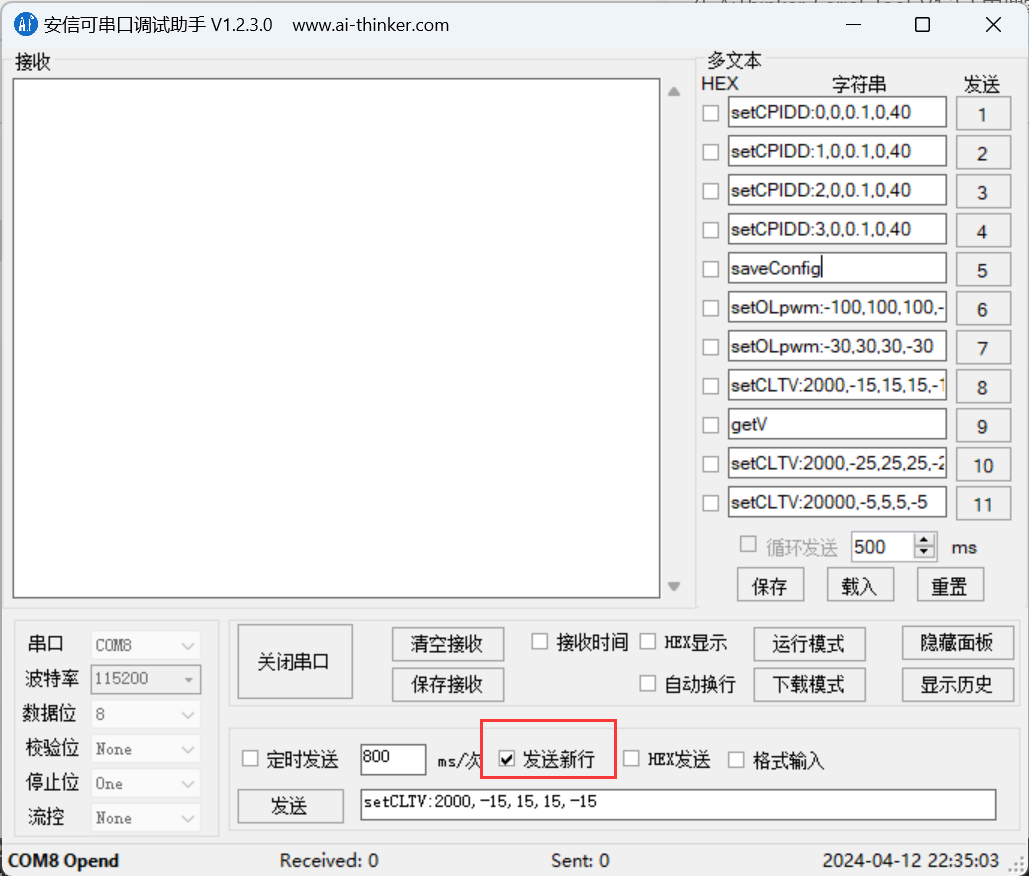 安信可串口调试助手 V1.2.3.0 www.ai-thinker.com
接收
多文本
HEX 字符串 发送
setCPIDD:0,0,0.1,0,40 1
setCPIDD:1,0,0.1,0,40 2
setCPIDD:2,0,0.1,0,40 3
setCPIDD:3,0,0.1,0,40 4
saveConfig 5
setOLpwm:-100,100,100,- 6
setOLpwm:-30,30,30,-30 7
setCLTV:2000,-15,15,15,-1 8
getV 9
setCLTV:2000,-25,25,25,-2 10
setCLTV:20000,-5,5,5,-5 11
循环发送 500 ms
保存 载入 重置
串口 COM8
波特率 115200
数据位 8
校验位 None
停止位 One
流控 None
关闭串口 清空接收 接收时间 HEX显示 运行模式 隐藏面板
保存接收 自动换行 下载模式 显示历史
定时发送 800 ms/次 发送新行 HEX发送 格式输入
发送 setCLTV:2000,-15,15,15,-15
COM8 Opend Received: 0 Sent: 0 2024-04-12 22:35:03